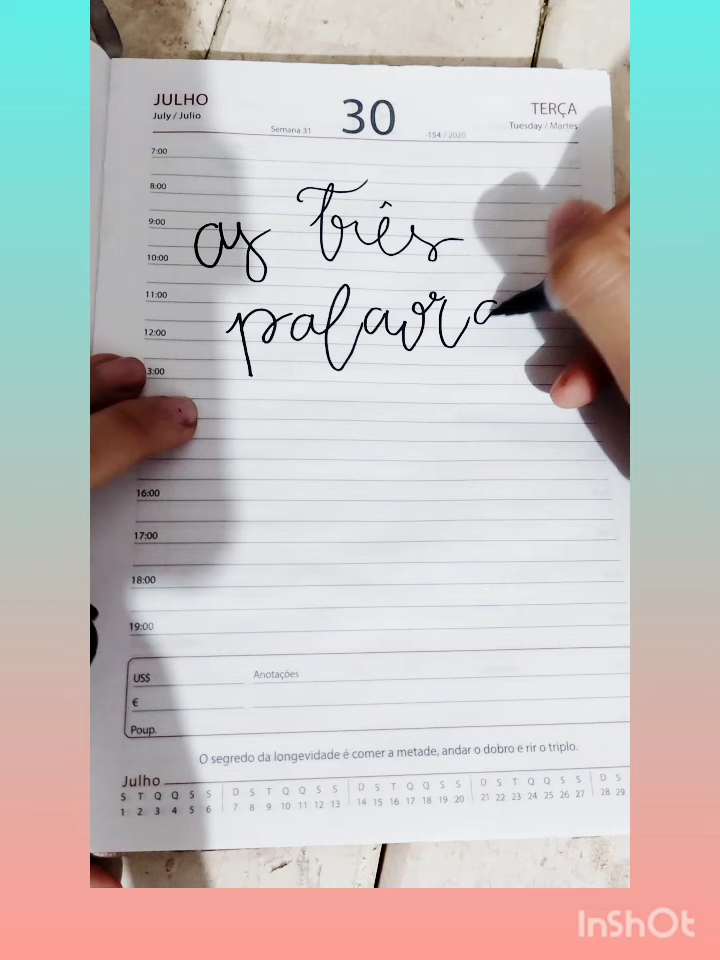 JULHO
July / Julio
30
TERÇA
Tuesday / Martes
Semana 31
-154 / 2020
7:00
8:00
9:00
10:00
11:00
12:00
3:00
16:00
17:00
18:00
19:00
as três
palavra
US$
Anotações
€
Poup.
O segredo da longevidade é comer a metade, andar o dobro e rir o triplo.
Julho
S T Q Q S S D S T Q Q S S D S T Q Q S S D S T Q Q S S D S
1 2 3 4 5 6 7 8 9 10 11 12 13 14 15 16 17 18 19 20 21 22 23 24 25 26 27 28 29
InShOt